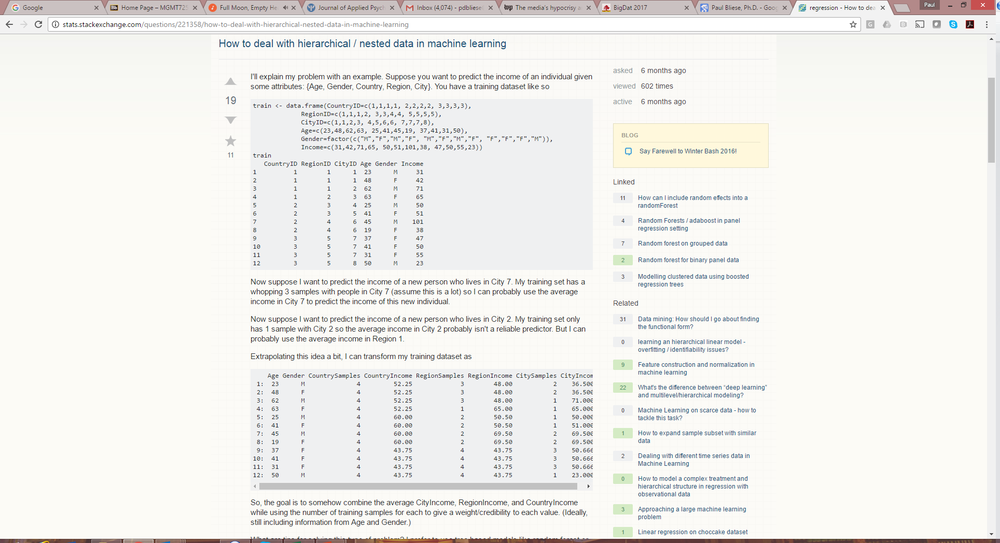 Google
Home Page – MGMT725
Full Moon, Empty He
Journal of Applied Psych
Inbox (4,074) - pdbliese
wp The media's hypocrisy a
BigDat 2017
Paul Bliese, Ph.D. - Goog
regression - How to dea
Paul
stats.stackexchange.com/questions/221358/how-to-deal-with-hierarchical-nested-data-in-machine-learning
How to deal with hierarchical / nested data in machine learning
19
11
I'll explain my problem with an example. Suppose you want to predict the income of an individual given
some attributes: {Age, Gender, Country, Region, City}. You have a training dataset like so
train <- data.frame(CountryID=c(1,1,1,1, 2,2,2,2, 3,3,3,3),
RegionID=c(1,1,1,2, 3,3,4,4, 5,5,5,5),
CityID=c(1,1,2,3, 4,5,6,6, 7,7,7,8),
Age=c(23,48,62,63, 25,41,45,19, 37,41,31,50),
Gender=factor(c("M","F","M","F", "M","F","M","F", "F","F","F","M")),
Income=c(31,42,71,65, 50,51,101,38, 47,50,55,23))
train
CountryID RegionID CityID Age Gender Income
1 1 1 1 23 M 31
2 1 1 1 48 F 42
3 1 1 2 62 M 71
4 1 2 3 63 F 65
5 2 3 4 25 M 50
6 2 3 5 41 F 51
7 2 4 6 45 M 101
8 2 4 6 19 F 38
9 3 5 7 37 F 47
10 3 5 7 41 F 50
11 3 5 7 31 F 55
12 3 5 8 50 M 23
Now suppose I want to predict the income of a new person who lives in City 7. My training set has a
whopping 3 samples with people in City 7 (assume this is a lot) so I can probably use the average
income in City 7 to predict the income of this new individual.
Now suppose I want to predict the income of a new person who lives in City 2. My training set only
has 1 sample with City 2 so the average income in City 2 probably isn't a reliable predictor. But I can
probably use the average income in Region 1.
Extrapolating this idea a bit, I can transform my training dataset as
Age Gender CountrySamples CountryIncome RegionSamples RegionIncome CitySamples CityIncom
1: 23 M 4 52.25 3 48.00 2 36.500
2: 48 F 4 52.25 3 48.00 2 36.500
3: 62 M 4 52.25 3 48.00 1 71.000
4: 63 F 4 52.25 1 65.00 1 65.000
5: 25 M 4 60.00 2 50.50 1 50.000
6: 41 F 4 60.00 2 50.50 1 51.000
7: 45 M 4 60.00 2 69.50 2 69.500
8: 19 F 4 60.00 2 69.50 2 69.500
9: 37 F 4 43.75 4 43.75 3 50.666
10: 41 F 4 43.75 4 43.75 3 50.666
11: 31 F 4 43.75 4 43.75 3 50.666
12: 50 M 4 43.75 4 43.75 1 23.000
So, the goal is to somehow combine the average CityIncome, RegionIncome, and CountryIncome
while using the number of training samples for each to give a weight/credibility to each value. (Ideally,
still including information from Age and Gender.)
What are tips for solving this type of problem? I prefer to use tree based models like random forest or
asked 6 months ago
viewed 602 times
active 6 months ago
BLOG
Say Farewell to Winter Bash 2016!
Linked
11 How can I include random effects into a
randomForest
4 Random Forests / adaboost in panel
regression setting
7 Random forest on grouped data
2 Random forest for binary panel data
3 Modelling clustered data using boosted
regression trees
Related
31 Data mining: How should I go about finding
the functional form?
0 learning an hierarchical linear model -
overfitting / identifiability issues?
9 Feature construction and normalization in
machine learning
22 What's the difference between “deep learning”
and multilevel/hierarchical modeling?
0 Machine Learning on scarce data - how to
tackle this task?
1 How to expand sample subset with similar
data
2 Dealing with different time series data in
Machine Learning
0 How to model a complex treatment and
hierarchical structure in regression with
observational data
3 Approaching a large machine learning
problem
1 Linear regression on choccake dataset